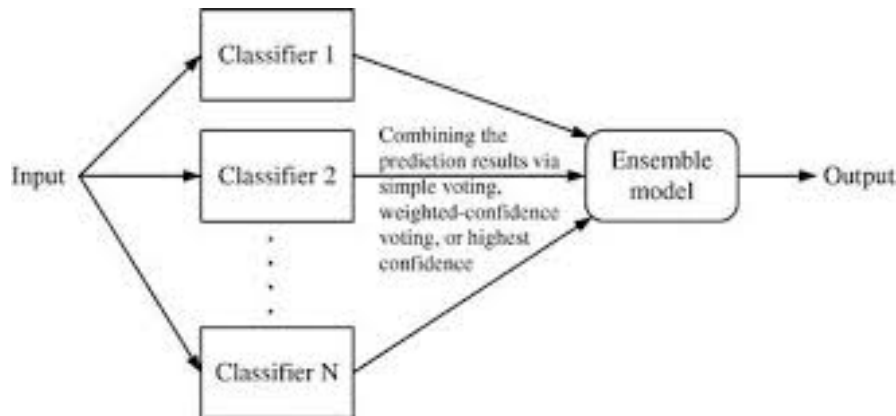 Classifier 1
Input
Classifier 2
Combining the
prediction results via
simple voting,
weighted-confidence
voting, or highest
confidence
Ensemble
model
Output
Classifier N